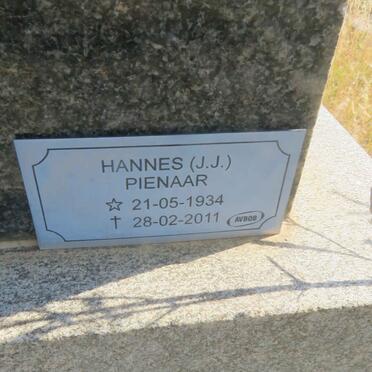 HANNES (J.J.)
PIENAAR
☆ 21-05-1934
† 28-02-2011
AVBOB